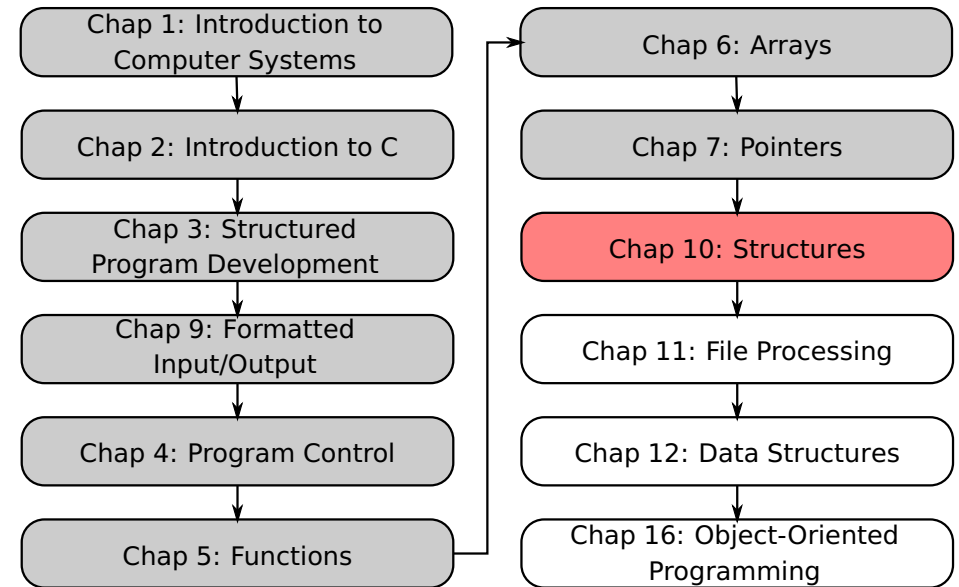 Chap 1: Introduction to
Computer Systems
Chap 2: Introduction to C
Chap 3: Structured
Program Development
Chap 9: Formatted
Input/Output
Chap 4: Program Control
Chap 5: Functions
Chap 6: Arrays
Chap 7: Pointers
Chap 10: Structures
Chap 11: File Processing
Chap 12: Data Structures
Chap 16: Object-Oriented
Programming